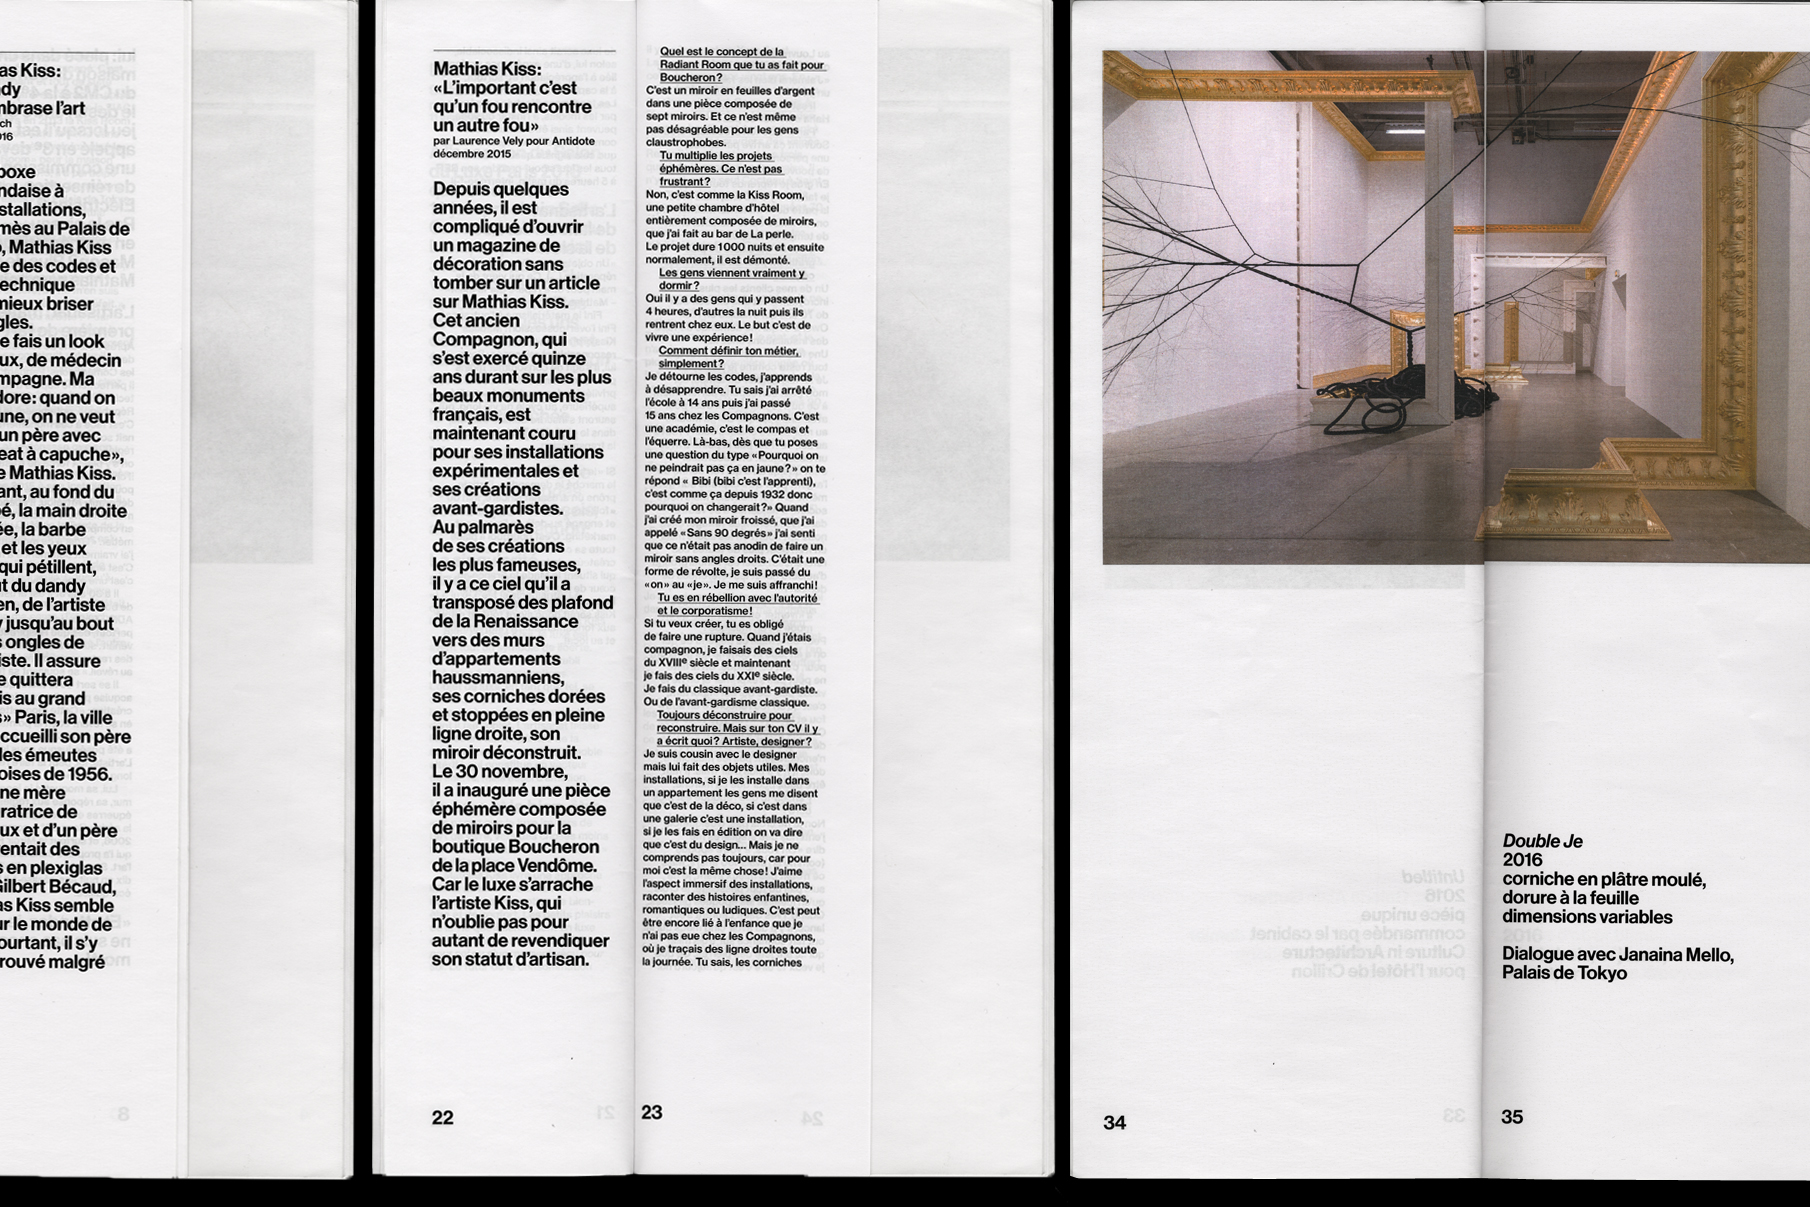 as Kiss:
dy
mbrase l'art
ch
016
boxe
ndaise à
stallations,
mès au Palais de
, Mathias Kiss
e des codes et
echnique
mieux briser
gles.
e fais un look
ux, de médecin
mpagne. Ma
dore: quand on
une, on ne veut
un père avec
eat à capuche»,
e Mathias Kiss.
ant, au fond du
é, la main droite
ée, la barbe
et les yeux
qui pétillent,
ut du dandy
en, de l'artiste
y jusqu'au bout
s ongles de
iste. Il assure
e quittera
is au grand
s» Paris, la ville
ccueilli son père
les émeutes
oises de 1956.
ne mère
ratrice de
ux et d'un père
entait des
s en plexiglas
Gilbert Bécaud,
as Kiss semble
ur le monde de
ourtant, il s'y
rouvé malgré
Mathias Kiss:
«L'important c'est
qu'un fou rencontre
un autre fou»
par Laurence Vely pour Antidote
décembre 2015
Depuis quelques
années, il est
compliqué d'ouvrir
un magazine de
décoration sans
tomber sur un article
sur Mathias Kiss.
Cet ancien
Compagnon, qui
s'est exercé quinze
ans durant sur les plus
beaux monuments
français, est
maintenant couru
pour ses installations
expérimentales et
ses créations
avant-gardistes.
Au palmarès
de ses créations
les plus fameuses,
il y a ce ciel qu'il a
transposé des plafond
de la Renaissance
vers des murs
d'appartements
haussmanniens,
ses corniches dorées
et stoppées en pleine
ligne droite, son
miroir déconstruit.
Le 30 novembre,
il a inauguré une pièce
éphémère composée
de miroirs pour la
boutique Boucheron
de la place Vendôme.
Car le luxe s'arrache
l'artiste Kiss, qui
n'oublie pas pour
autant de revendiquer
son statut d'artisan.
22
Quel est le concept de la
Radiant Room que tu as fait pour
Boucheron?
C'est un miroir en feuilles d'argent
dans une pièce composée de
sept miroirs. Et ce n'est même
pas désagréable pour les gens
claustrophobes.
Tu multiplie les projets
éphémères. Ce n'est pas
frustrant?
Non, c'est comme la Kiss Room,
une petite chambre d'hôtel
entièrement composée de miroirs,
que j'ai fait au bar de La perle.
Le projet dure 1000 nuits et ensuite
normalement, il est démonté.
Les gens viennent vraiment y
dormir?
Oui il y a des gens qui y passent
4 heures, d'autres la nuit puis ils
rentrent chez eux. Le but c'est de
vivre une expérience!
Comment définir ton métier,
simplement?
Je détourne les codes, j'apprends
à désapprendre. Tu sais j'ai arrêté
l'école à 14 ans puis j'ai passé
15 ans chez les Compagnons. C'est
une académie, c'est le compas et
l'équerre. Là-bas, dès que tu poses
une question du type «Pourquoi on
ne peindrait pas ça en jaune?» on te
répond « Bibi (bibi c'est l'apprenti),
c'est comme ça depuis 1932 donc
pourquoi on changerait?» Quand
j'ai créé mon miroir froissé, que j'ai
appelé «Sans 90 degrés» j'ai senti
que ce n'était pas anodin de faire un
miroir sans angles droits. C'était une
forme de révolte, je suis passé du
«on» au «je». Je me suis affranchi!
Tu es en rébellion avec l'autorité
et le corporatisme!
Si tu veux créer, tu es obligé
de faire une rupture. Quand j'étais
compagnon, je faisais des ciels
du XVIIIe siècle et maintenant
je fais des ciels du XXIe siècle.
Je fais du classique avant-gardiste.
Ou de l'avant-gardisme classique.
Toujours déconstruire pour
reconstruire. Mais sur ton CV il y
a écrit quoi? Artiste, designer?
Je suis cousin avec le designer
mais lui fait des objets utiles. Mes
installations, si je les installe dans
un appartement les gens me disent
que c'est de la déco, si c'est dans
une galerie c'est une installation,
si je les fais en édition on va dire
que c'est du design... Mais je ne
comprends pas toujours, car pour
moi c'est la même chose! J'aime
l'aspect immersif des installations,
raconter des histoires enfantines,
romantiques ou ludiques. C'est peut
être encore lié à l'enfance que je
n'ai pas eue chez les Compagnons,
où je traçais des ligne droites toute
la journée. Tu sais, les corniches
23
34
Double Je
2016
corniche en plâtre moulé,
dorure à la feuille
dimensions variables
Dialogue avec Janaina Mello,
Palais de Tokyo
35